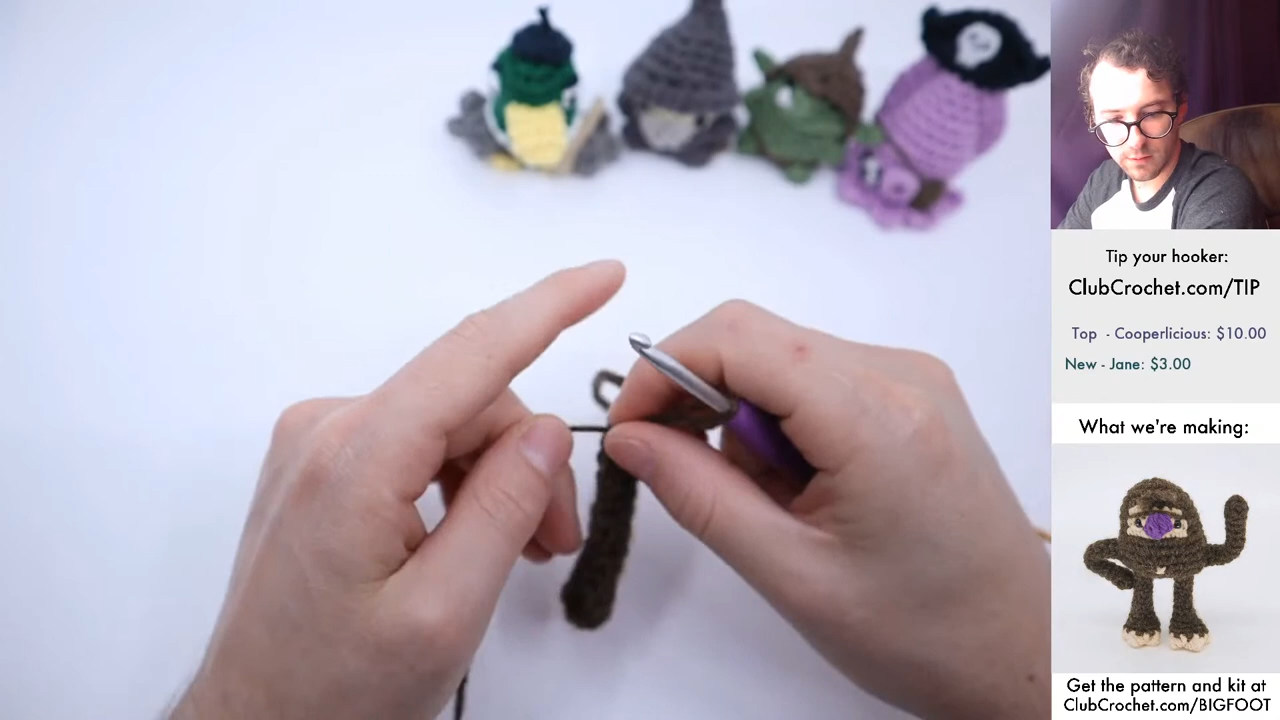 Tip your hooker:
ClubCrochet.com/TIP
Top - Cooperlicious: $10.00
New - Jane: $3.00
What we're making:
Get the pattern and kit at
ClubCrochet.com/BIGFOOT